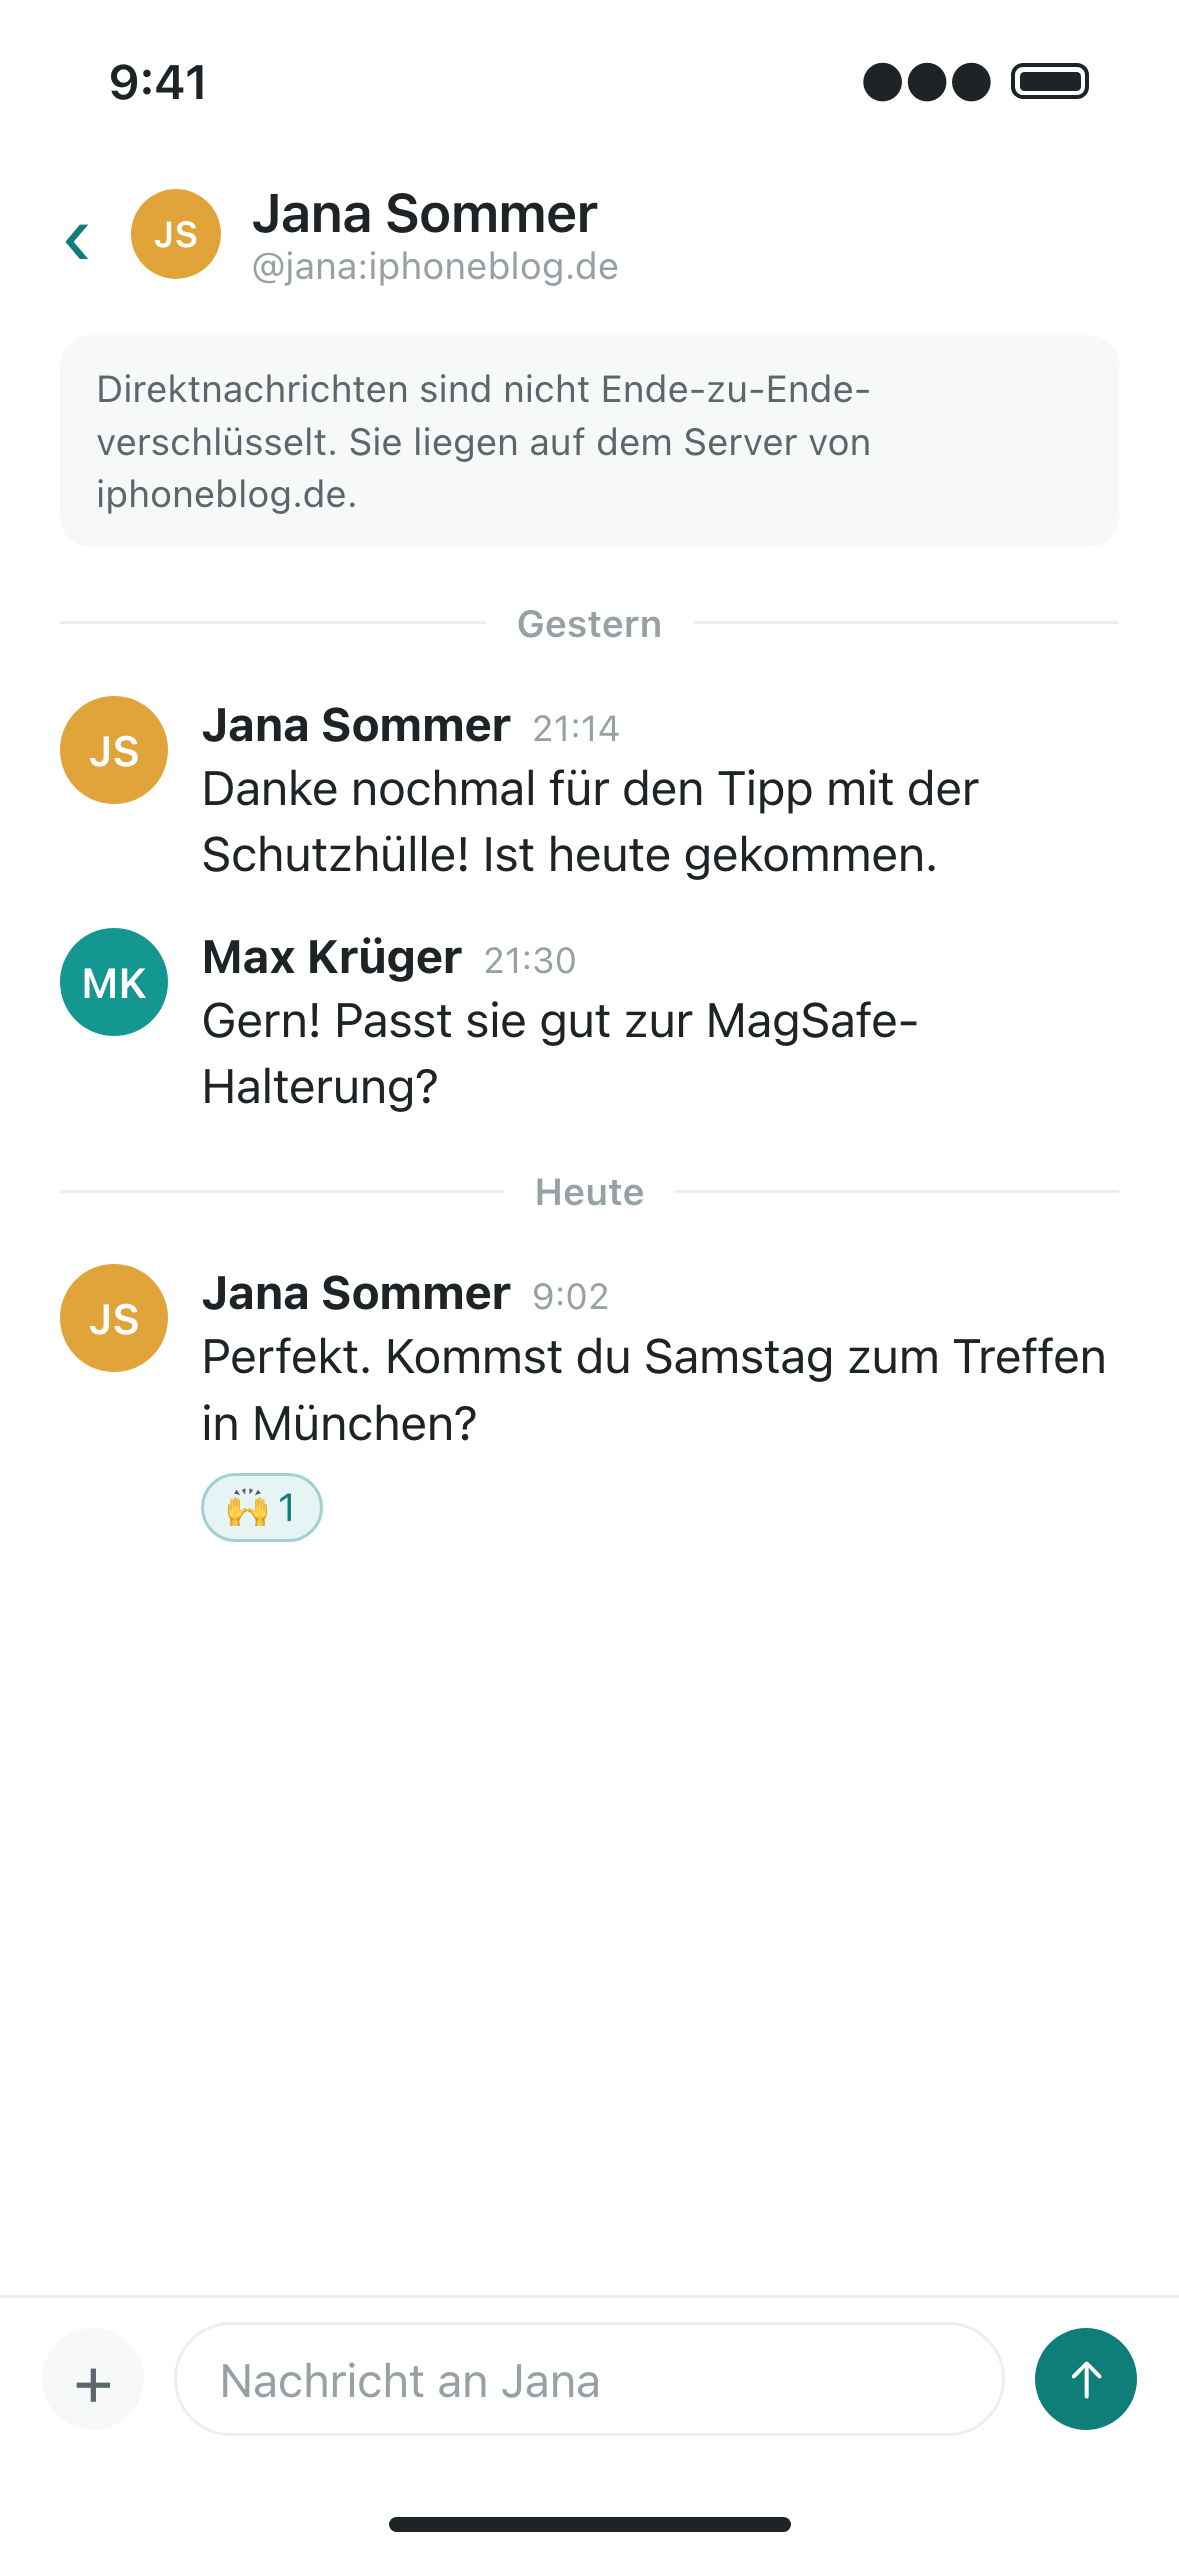 9:41
JS
Jana Sommer
@jana:iphoneblog.de
Direktnachrichten sind nicht Ende-zu-Ende-
verschlüsselt. Sie liegen auf dem Server von
iphoneblog.de.
Gestern
JS
Jana Sommer 21:14
Danke nochmal für den Tipp mit der
Schutzhülle! Ist heute gekommen.
MK
Max Krüger 21:30
Gern! Passt sie gut zur MagSafe-
Halterung?
Heute
JS
Jana Sommer 9:02
Perfekt. Kommst du Samstag zum Treffen
in München?
🙌 1
Nachricht an Jana